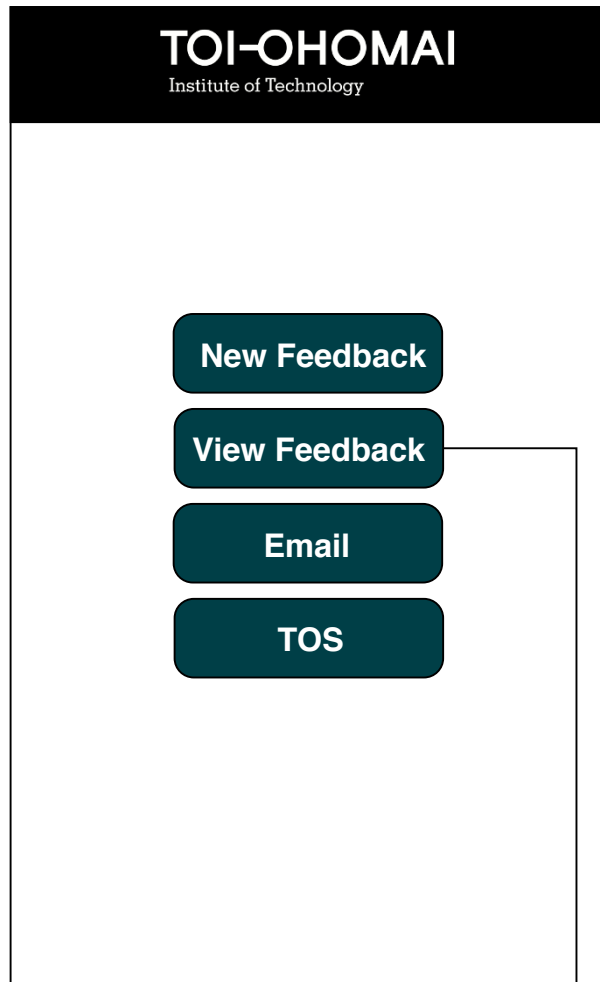 TOI-OHOMAI
Institute of Technology
New Feedback
View Feedback
Email
TOS